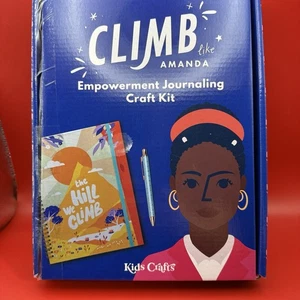 CLIMB like
AMANDA
Empowerment Journaling
Craft Kit
the
Hill
We
CLIMB
Kids Crafts